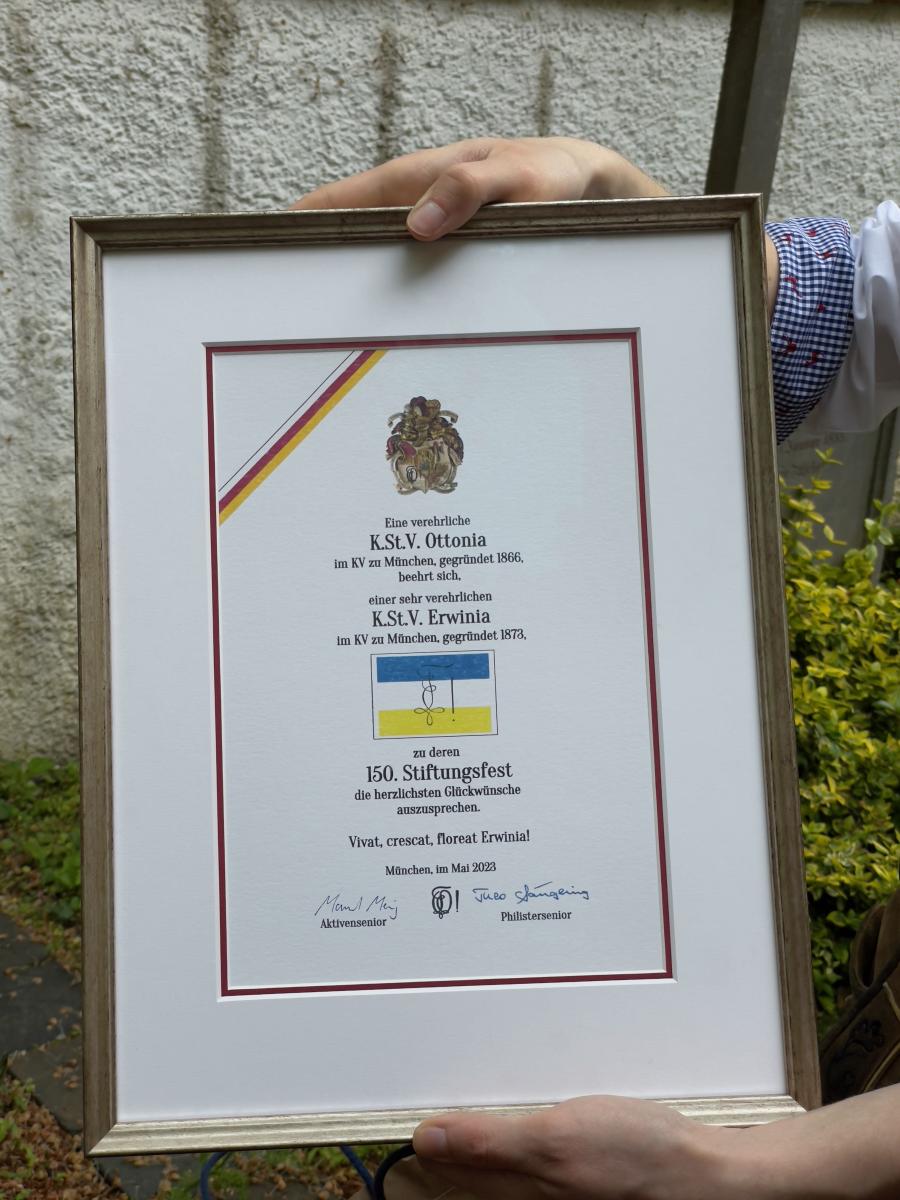 Eine verehrliche
K.St.V. Ottonia
im KV zu München, gegründet 1866,
beehrt sich,
einer sehr verehrlichen
K.St.V. Erwinia
im KV zu München, gegründet 1873,
zu deren
150. Stiftungsfest
die herzlichsten Glückwünsche
auszusprechen.
Vivat, crescat, floreat Erwinia!
München, im Mai 2023
Aktivensenior
Theo
Philistersenior